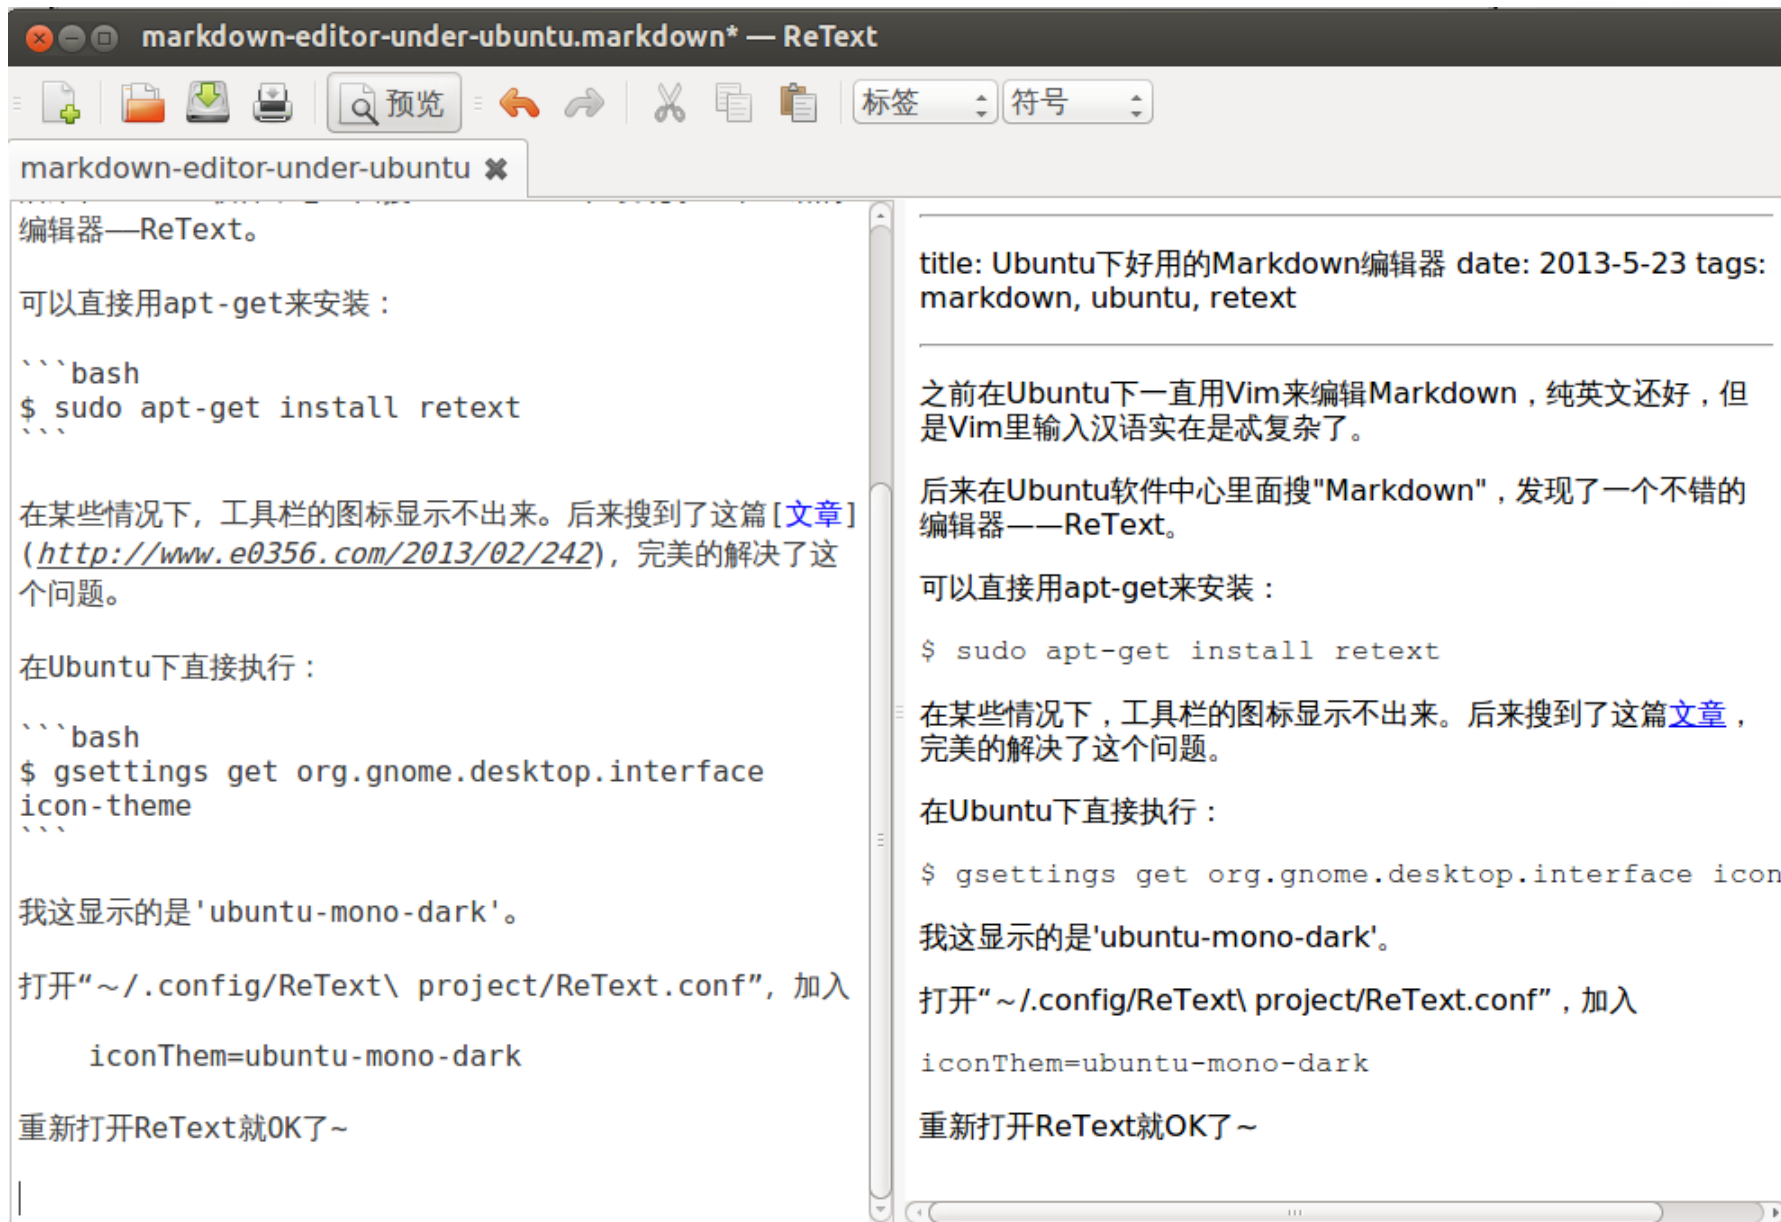 markdown-editor-under-ubuntu.markdown* — ReText
预览
标签
符号
markdown-editor-under-ubuntu
编辑器——ReText。
可以直接用apt-get来安装：
```bash
$ sudo apt-get install retext
```
在某些情况下，工具栏的图标显示不出来。后来搜到了这篇[文章]
(http://www.e0356.com/2013/02/242)，完美的解决了这
个问题。
在Ubuntu下直接执行：
```bash
$ gsettings get org.gnome.desktop.interface
icon-theme
```
我这显示的是'ubuntu-mono-dark'。
打开“～/.config/ReText\ project/ReText.conf”，加入
iconThem=ubuntu-mono-dark
重新打开ReText就OK了~
title: Ubuntu下好用的Markdown编辑器 date: 2013-5-23 tags:
markdown, ubuntu, retext
之前在Ubuntu下一直用Vim来编辑Markdown，纯英文还好，但
是Vim里输入汉语实在是忒复杂了。
后来在Ubuntu软件中心里面搜"Markdown"，发现了一个不错的
编辑器——ReText。
可以直接用apt-get来安装：
$ sudo apt-get install retext
在某些情况下，工具栏的图标显示不出来。后来搜到了这篇文章，
完美的解决了这个问题。
在Ubuntu下直接执行：
$ gsettings get org.gnome.desktop.interface icon
我这显示的是'ubuntu-mono-dark'。
打开“～/.config/ReText\ project/ReText.conf”，加入
iconThem=ubuntu-mono-dark
重新打开ReText就OK了~